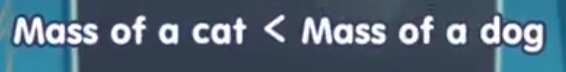 Mass of a cat < Mass of a dog